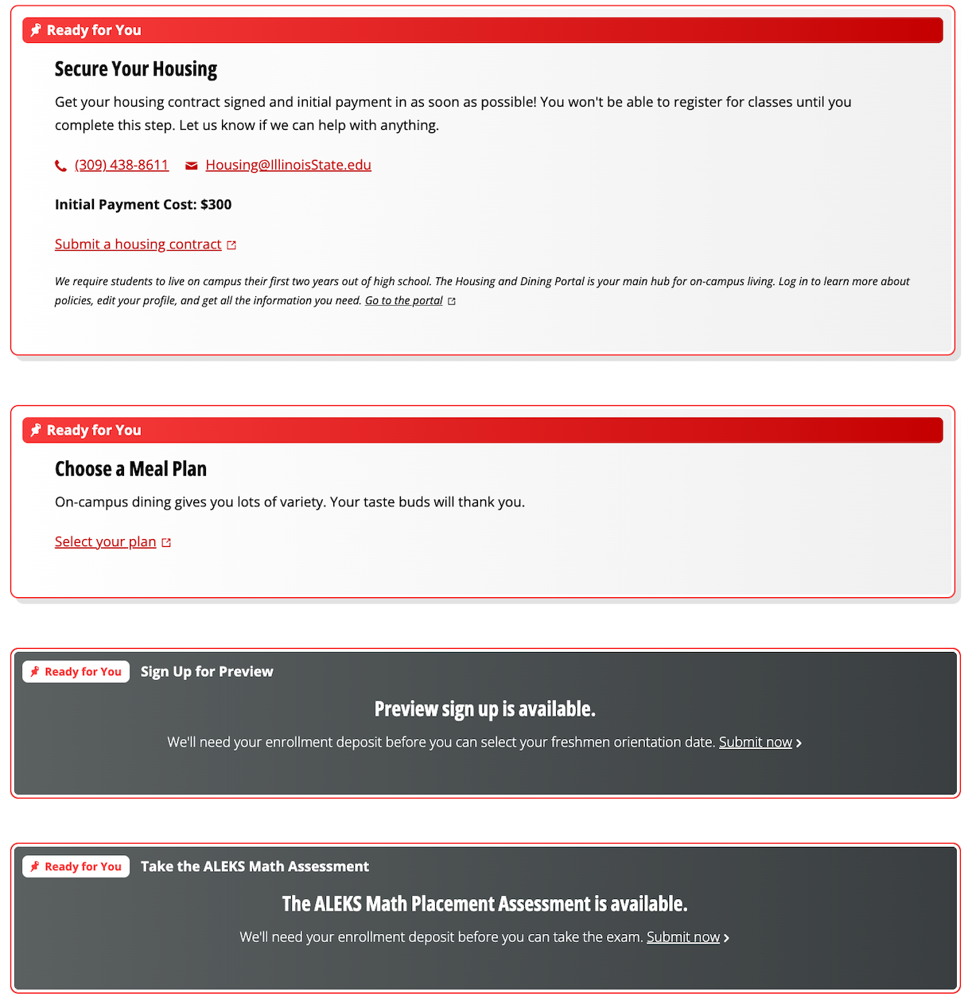 Ready for You
Secure Your Housing
Get your housing contract signed and initial payment in as soon as possible! You won't be able to register for classes until you
complete this step. Let us know if we can help with anything.
(309) 438-8611 Housing@IllinoisState.edu
Initial Payment Cost: $300
Submit a housing contract
We require students to live on campus their first two years out of high school. The Housing and Dining Portal is your main hub for on-campus living. Log in to learn more about
policies, edit your profile, and get all the information you need. Go to the portal
Ready for You
Choose a Meal Plan
On-campus dining gives you lots of variety. Your taste buds will thank you.
Select your plan
Ready for You Sign Up for Preview
Preview sign up is available.
We'll need your enrollment deposit before you can select your freshmen orientation date. Submit now
Ready for You Take the ALEKS Math Assessment
The ALEKS Math Placement Assessment is available.
We'll need your enrollment deposit before you can take the exam. Submit now